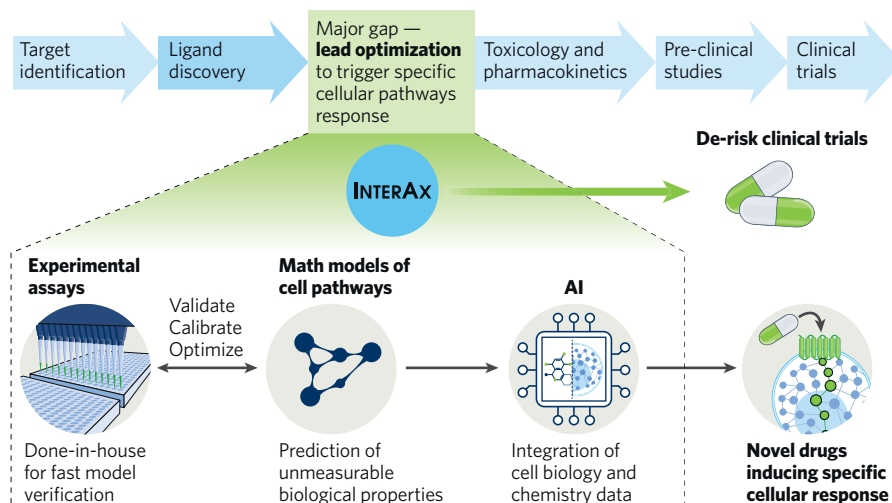 Target
identification
Ligand
discovery
Major gap —
lead optimization
to trigger specific
cellular pathways
response
Toxicology and
pharmacokinetics
Pre-clinical
studies
Clinical
trials
INTERAX
De-risk clinical trials
Experimental
assays
Validate
Calibrate
Optimize
Math models of
cell pathways
AI
Done-in-house
for fast model
verification
Prediction of
unmeasurable
biological properties
Integration of
cell biology and
chemistry data
Novel drugs
inducing specific
cellular response